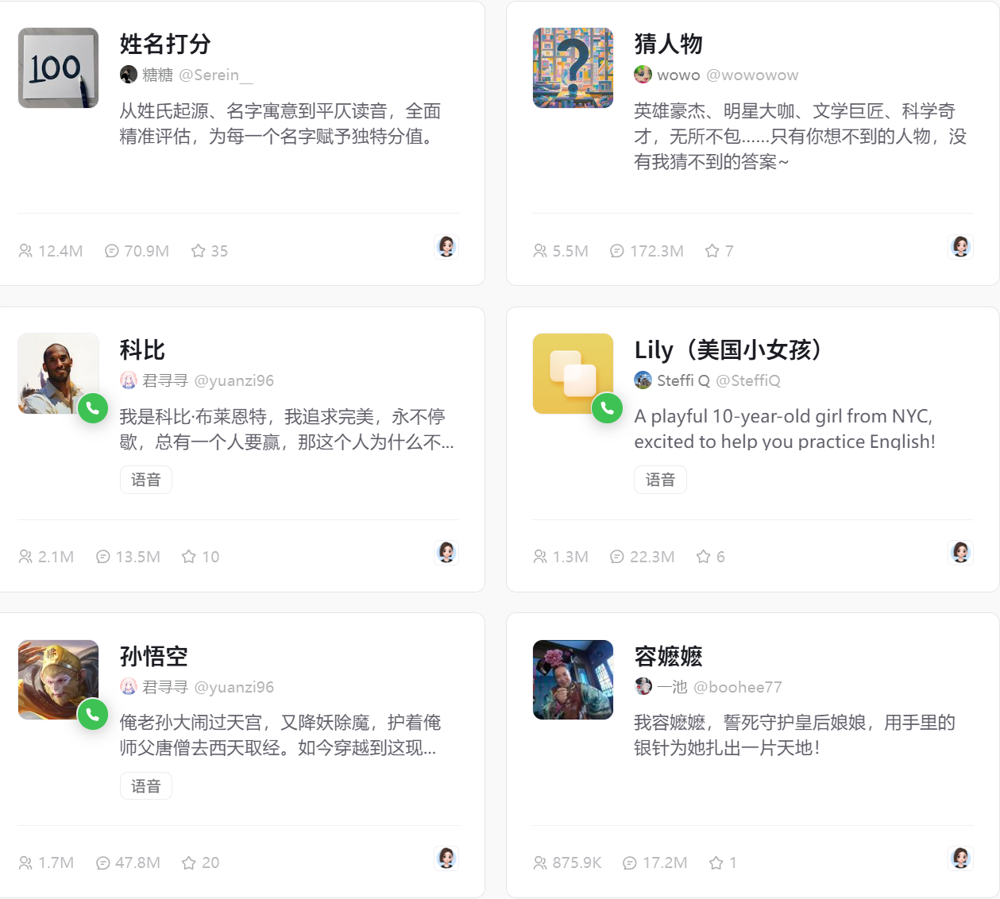 100
姓名打分
糖糖 @Serein__
从姓氏起源、名字寓意到平仄读音，全面
精准评估，为每一个名字赋予独特分值。
12.4M 70.9M 35
?
猜人物
wowo @wowowow
英雄豪杰、明星大咖、文学巨匠、科学奇
才，无所不包......只有你想不到的人物，没
有我猜不到的答案~
5.5M 172.3M 7
科比
君寻寻 @yuanzi96
我是科比·布莱恩特，我追求完美，永不停
歇，总有一个人要赢，那这个人为什么不...
语音
2.1M 13.5M 10
Lily（美国小女孩）
Steffi Q @SteffiQ
A playful 10-year-old girl from NYC,
excited to help you practice English!
语音
1.3M 22.3M 6
孙悟空
君寻寻 @yuanzi96
俺老孙大闹过天宫，又降妖除魔，护着俺
师父唐僧去西天取经。如今穿越到这现...
语音
1.7M 47.8M 20
容嬷嬷
一池 @boohee77
我容嬷嬷，誓死守护皇后娘娘，用手里的
银针为她扎出一片天地！
875.9K 17.2M 1